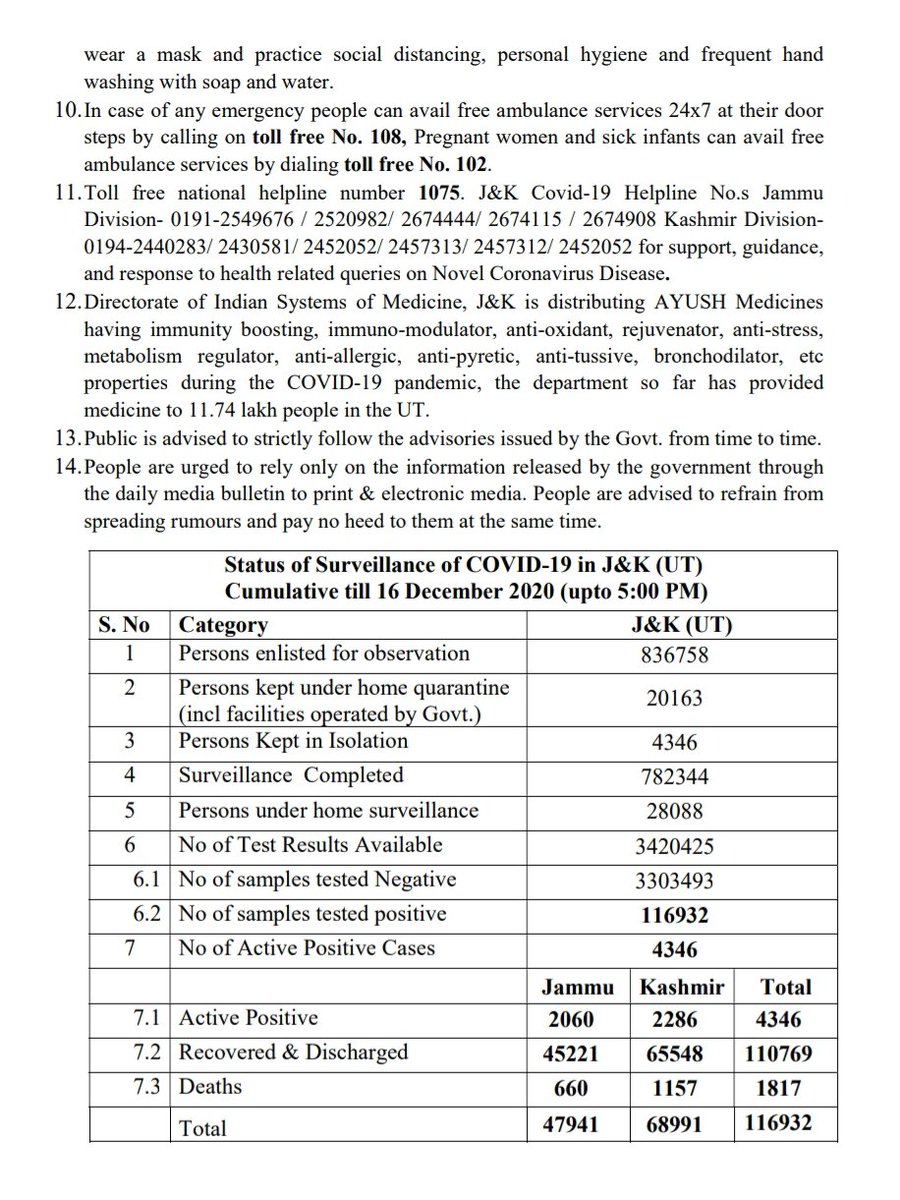 wear a mask and practice social distancing, personal hygiene and frequent hand
washing with soap and water.
10.In case of any emergency people can avail free ambulance services 24x7 at their door
steps by calling on toll free No. 108, Pregnant women and sick infants can avail free
ambulance services by dialing toll free No. 102.
11.Toll free national helpline number 1075. J&K Covid-19 Helpline No.s Jammu
Division- 0191-2549676 / 2520982/ 2674444/ 2674115 / 2674908 Kashmir Division-
0194-2440283/ 2430581/ 2452052/ 2457313/ 2457312/ 2452052 for support, guidance,
and response to health related queries on Novel Coronavirus Disease.
12.Directorate of Indian Systems of Medicine, J&K is distributing AYUSH Medicines
having immunity boosting, immuno-modulator, anti-oxidant, rejuvenator, anti-stress,
metabolism regulator, anti-allergic, anti-pyretic, anti-tussive, bronchodilator, etc
properties during the COVID-19 pandemic, the department so far has provided
medicine to 11.74 lakh people in the UT.
13.Public is advised to strictly follow the advisories issued by the Govt. from time to time.
14.People are urged to rely only on the information released by the government through
the daily media bulletin to print & electronic media. People are advised to refrain from
spreading rumours and pay no heed to them at the same time.
Status of Surveillance of COVID-19 in J&K (UT)
Cumulative till 16 December 2020 (upto 5:00 PM)
S. No Category J&K (UT)
1 Persons enlisted for observation 836758
2 Persons kept under home quarantine
(incl facilities operated by Govt.) 20163
3 Persons Kept in Isolation 4346
4 Surveillance Completed 782344
5 Persons under home surveillance 28088
6 No of Test Results Available 3420425
6.1 No of samples tested Negative 3303493
6.2 No of samples tested positive 116932
7 No of Active Positive Cases 4346
Jammu Kashmir Total
7.1 Active Positive 2060 2286 4346
7.2 Recovered & Discharged 45221 65548 110769
7.3 Deaths 660 1157 1817
Total 47941 68991 116932